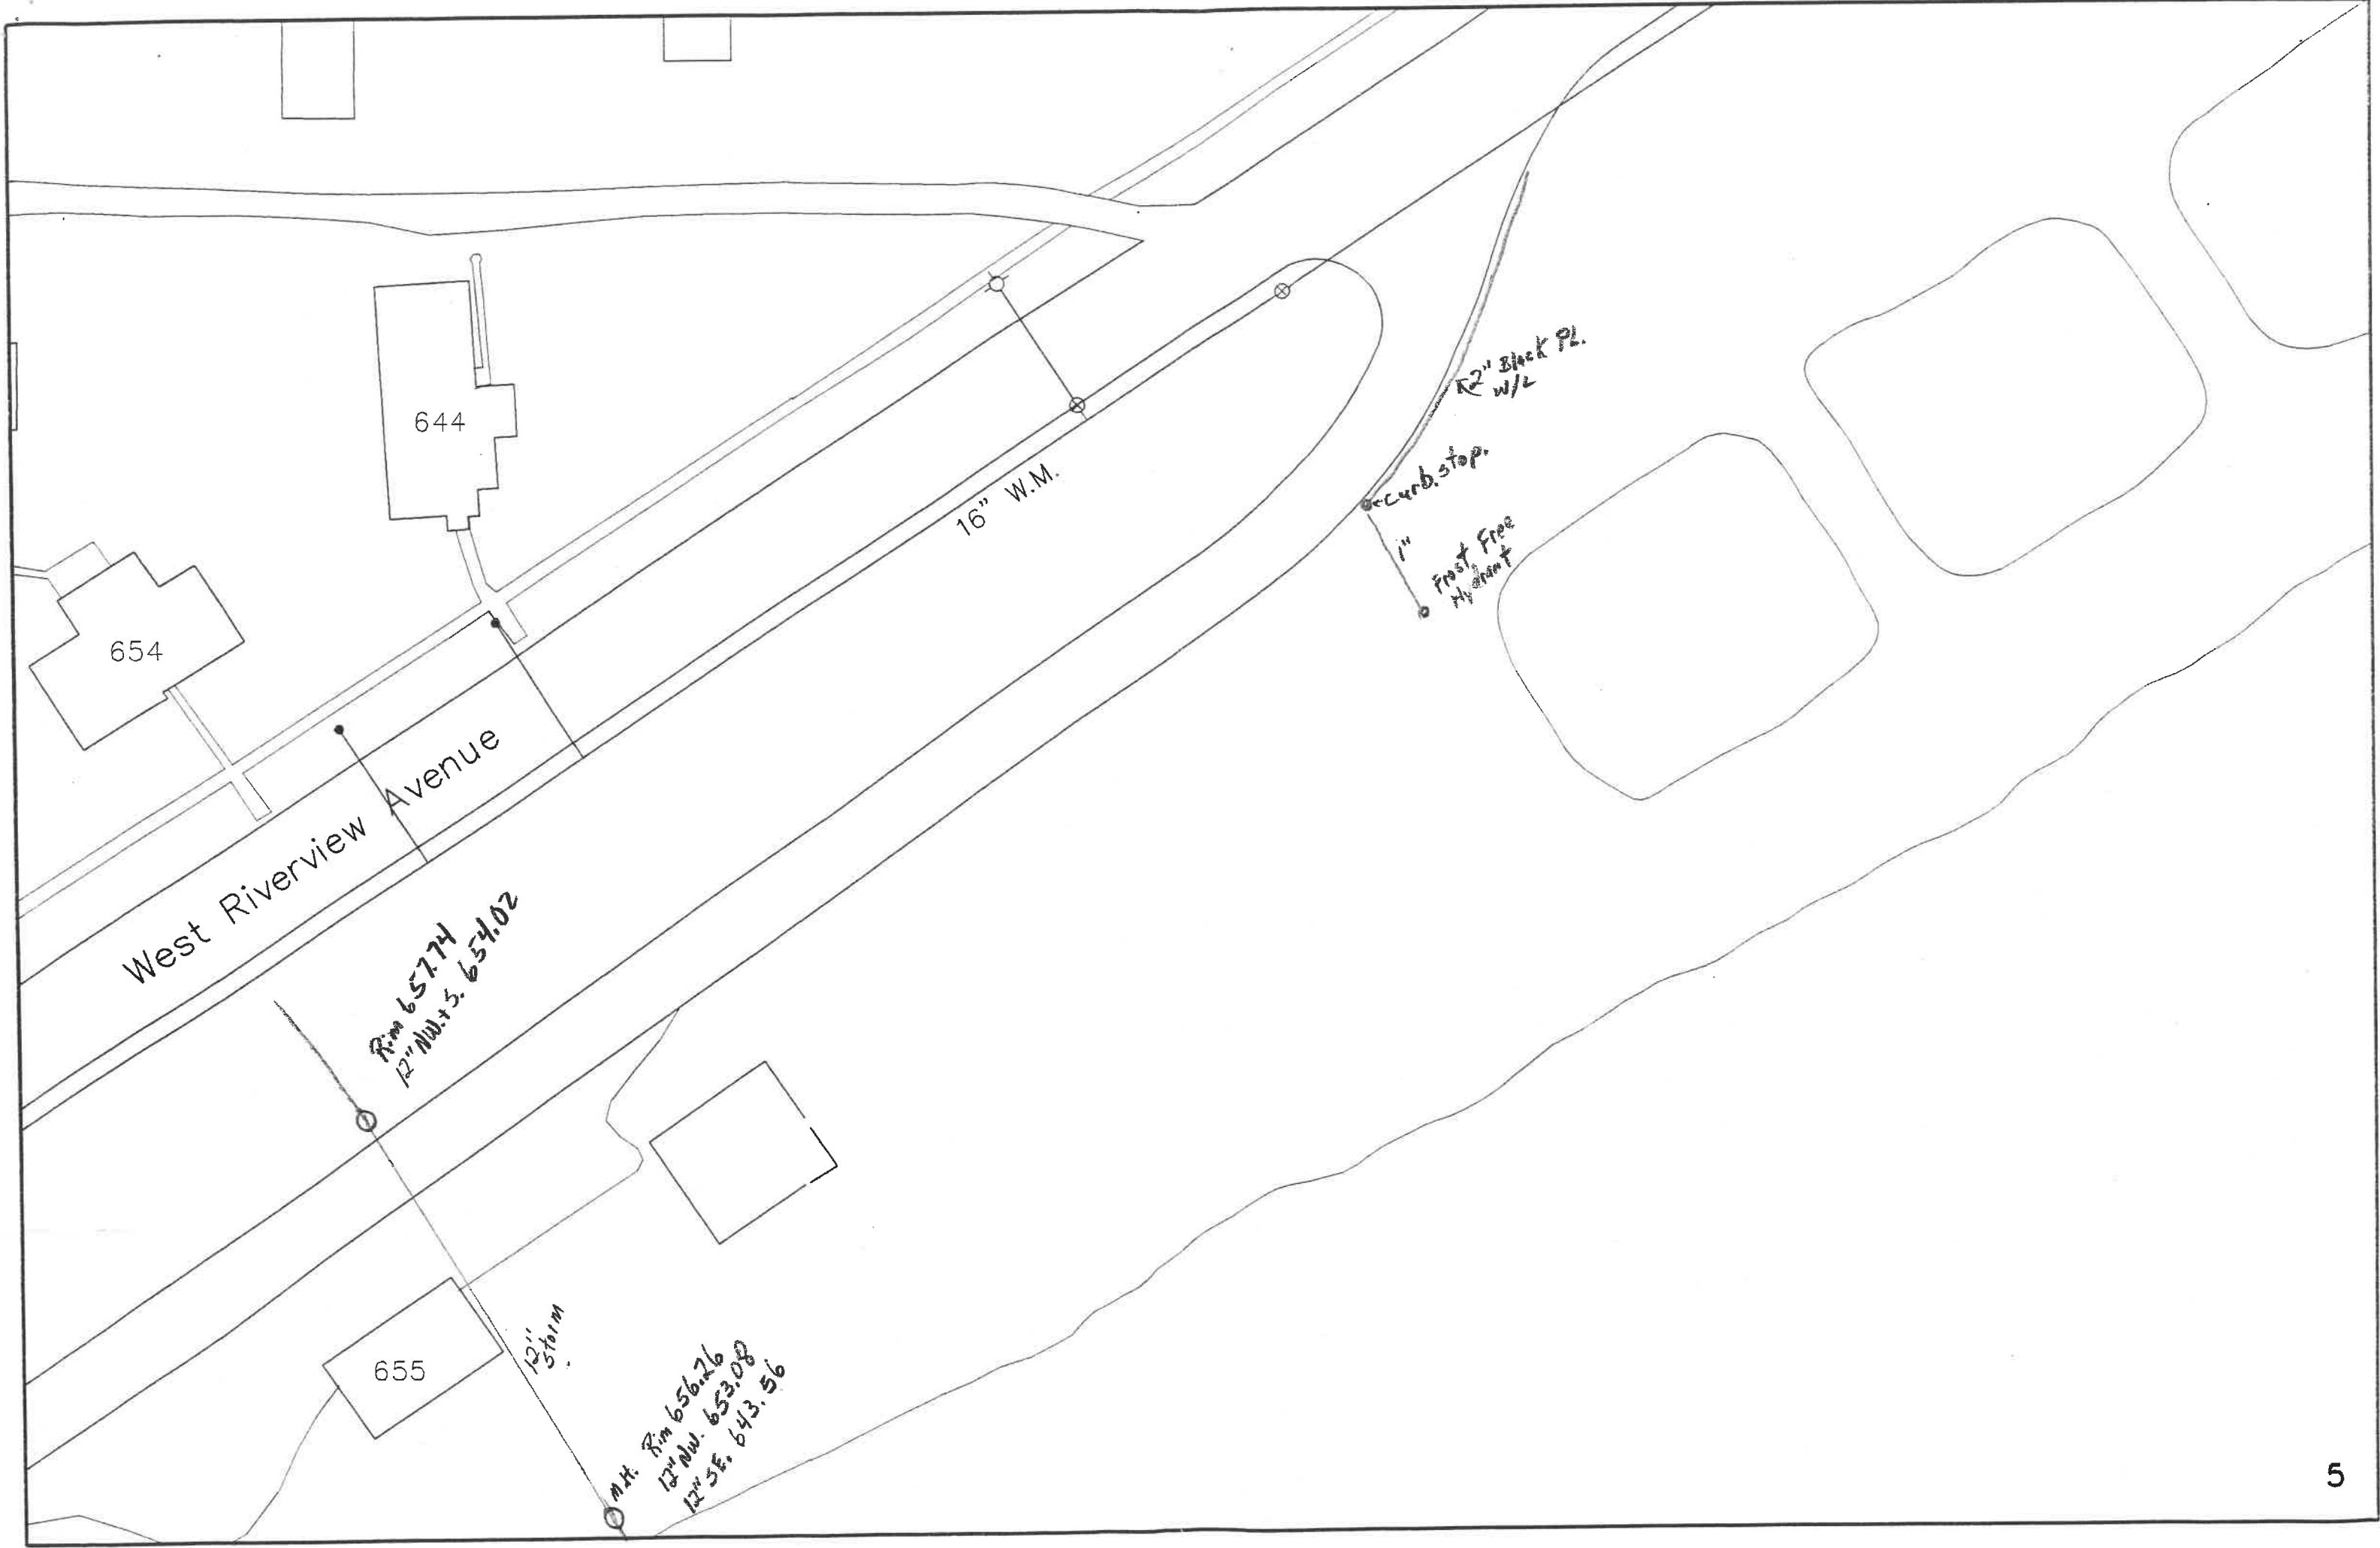 644
2" Black PL.
W/L
16" W.M.
curb.stop.
1"
Frost Free
Hydrant
654
West Riverview Avenue
Rim 657.74
12" NW.+S. 654.02
12"
Storm
655
M.H. Rim 656.26
12" NW. 653.08
12" SE. 643.56
5